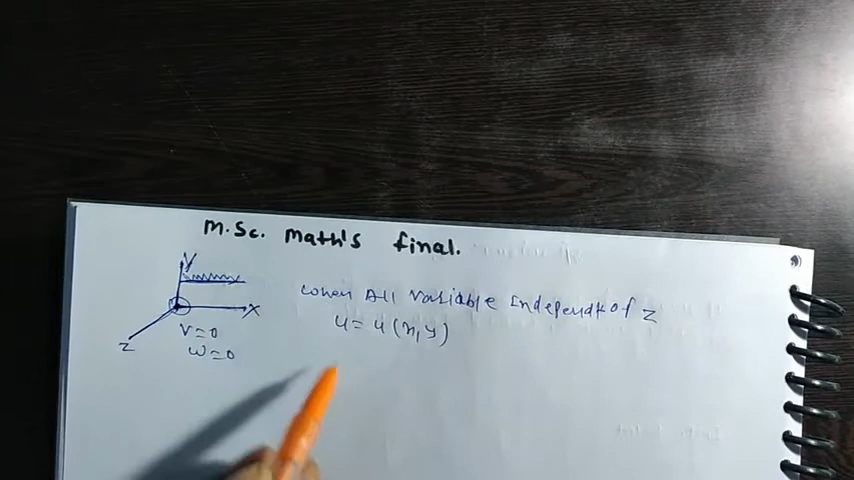 M.Sc. Math's final.
y
x
z
v=0
w=0
when All Variable Independt of z
u = u(x,y)